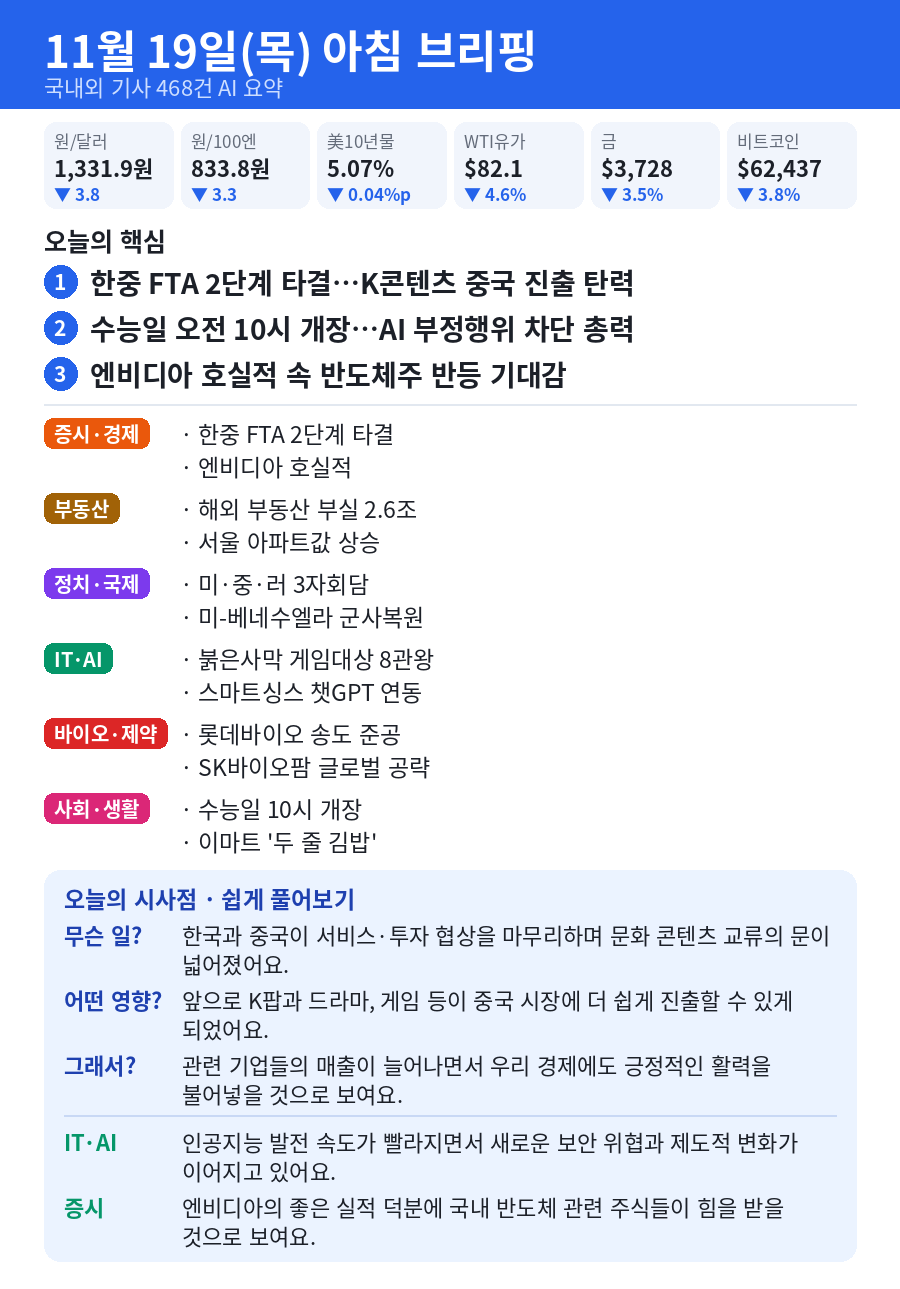 11월 19일(목) 아침 브리핑
국내외 기사 468건 AI 요약
원/달러
1,331.9원
▼ 3.8
원/100엔
833.8원
▼ 3.3
美10년물
5.07%
▼ 0.04%p
WTI유가
$82.1
▼ 4.6%
금
$3,728
▼ 3.5%
비트코인
$62,437
▼ 3.8%
오늘의 핵심
1 한중 FTA 2단계 타결…K콘텐츠 중국 진출 탄력
2 수능일 오전 10시 개장…AI 부정행위 차단 총력
3 엔비디아 호실적 속 반도체주 반등 기대감
증시·경제
· 한중 FTA 2단계 타결
· 엔비디아 호실적
부동산
· 해외 부동산 부실 2.6조
· 서울 아파트값 상승
정치·국제
· 미·중·러 3자회담
· 미-베네수엘라 군사복원
IT·AI
· 붉은사막 게임대상 8관왕
· 스마트싱스 챗GPT 연동
바이오·제약
· 롯데바이오 송도 준공
· SK바이오팜 글로벌 공략
사회·생활
· 수능일 10시 개장
· 이마트 '두 줄 김밥'
오늘의 시사점 · 쉽게 풀어보기
무슨 일? 한국과 중국이 서비스·투자 협상을 마무리하며 문화 콘텐츠 교류의 문이
넓어졌어요.
어떤 영향? 앞으로 K팝과 드라마, 게임 등이 중국 시장에 더 쉽게 진출할 수 있게
되었어요.
그래서? 관련 기업들의 매출이 늘어나면서 우리 경제에도 긍정적인 활력을
불어넣을 것으로 보여요.
IT·AI 인공지능 발전 속도가 빨라지면서 새로운 보안 위협과 제도적 변화가
이어지고 있어요.
증시 엔비디아의 좋은 실적 덕분에 국내 반도체 관련 주식들이 힘을 받을
것으로 보여요.